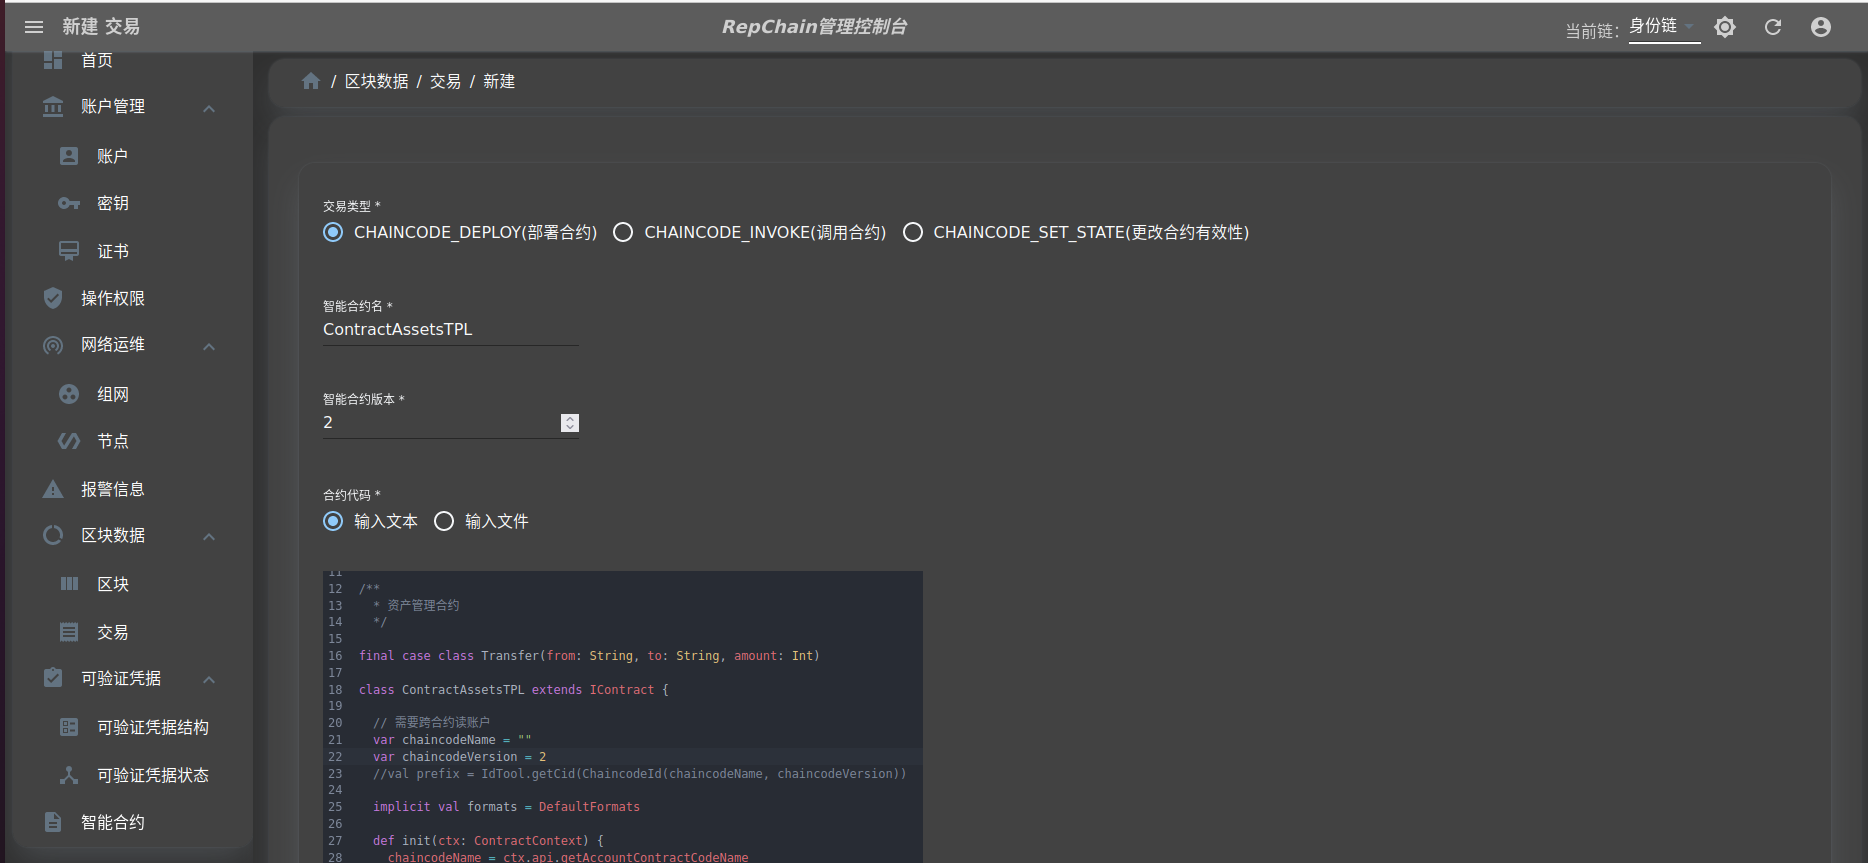 新建 交易
RepChain管理控制台
当前链:
身份链
首页
账户管理
账户
密钥
证书
操作权限
网络运维
组网
节点
报警信息
区块数据
区块
交易
可验证凭据
可验证凭据结构
可验证凭据状态
智能合约
/ 区块数据 / 交易 / 新建
交易类型 *
CHAINCODE_DEPLOY(部署合约)
CHAINCODE_INVOKE(调用合约)
CHAINCODE_SET_STATE(更改合约有效性)
智能合约名 *
ContractAssetsTPL
智能合约版本 *
2
合约代码 *
输入文本
输入文件
11
12 /**
13 * 资产管理合约
14 */
15
16 final case class Transfer(from: String, to: String, amount: Int)
17
18 class ContractAssetsTPL extends IContract {
19
20 // 需要跨合约读账户
21 var chaincodeName = ""
22 var chaincodeVersion = 2
23 //val prefix = IdTool.getCid(ChaincodeId(chaincodeName, chaincodeVersion))
24
25 implicit val formats = DefaultFormats
26
27 def init(ctx: ContractContext) {
28 chaincodeName = ctx.api.getAccountContractCodeName